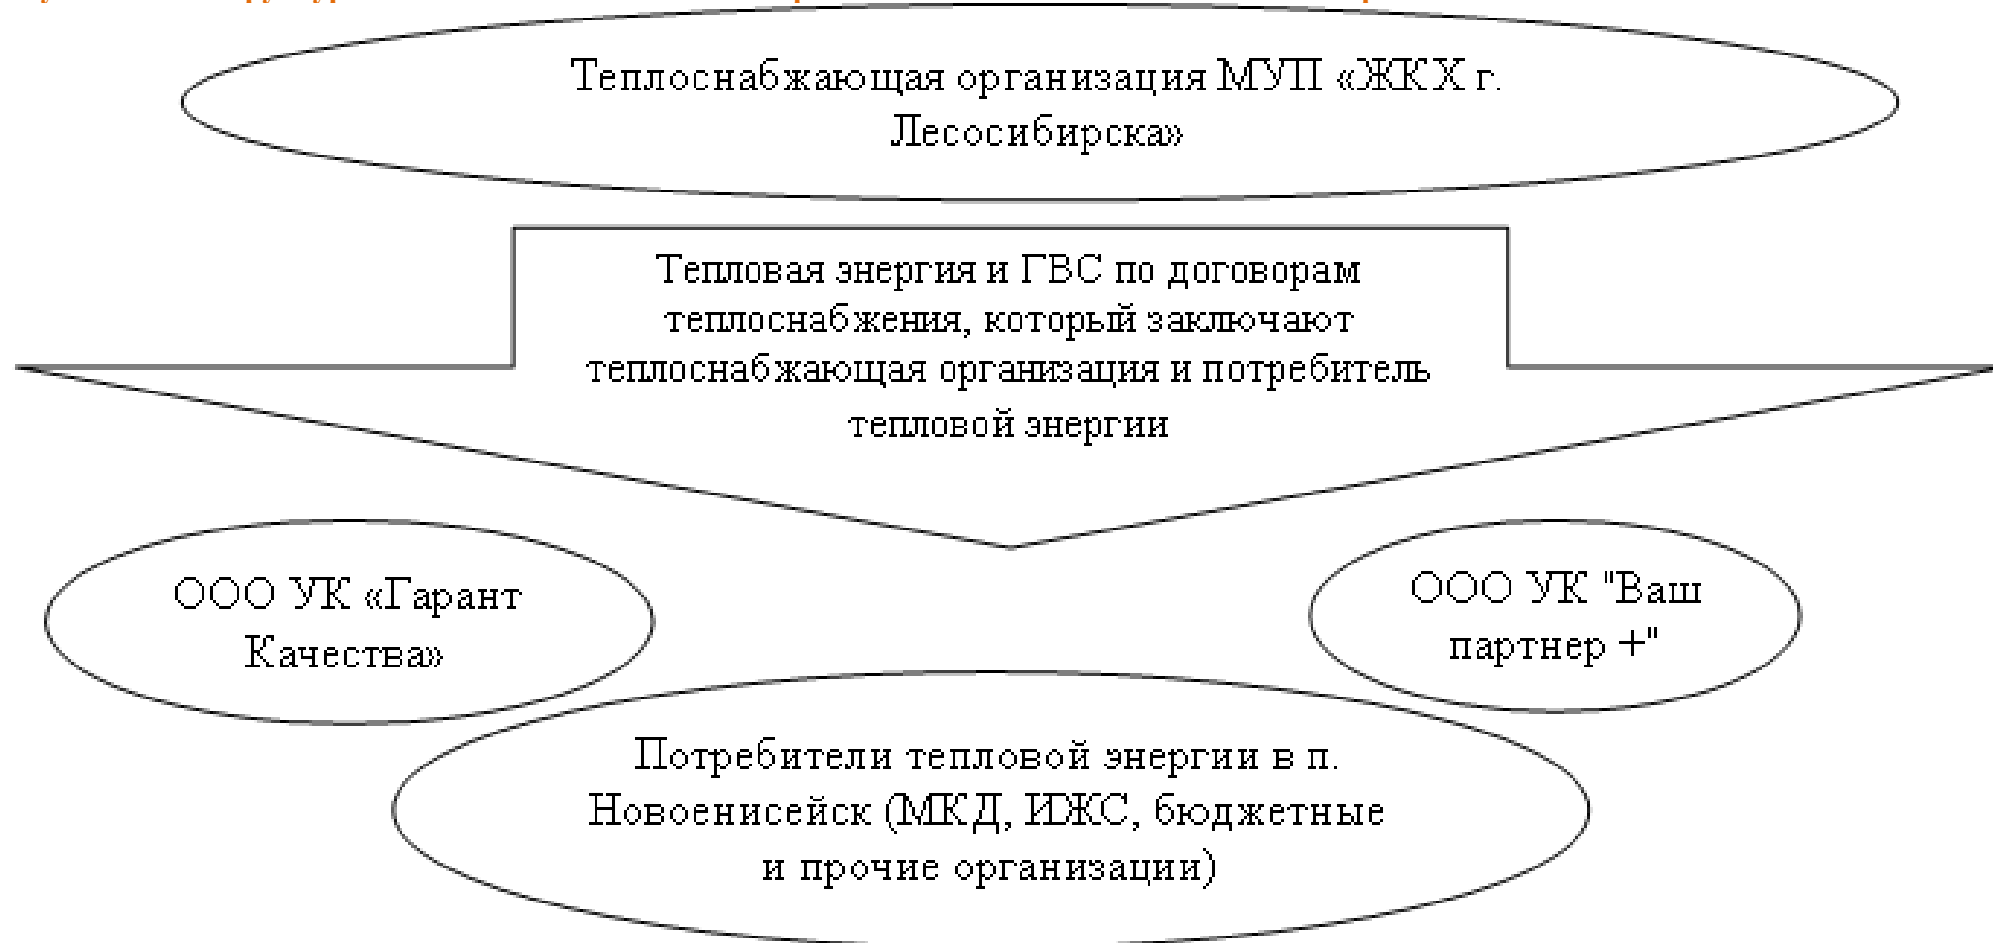 Теплоснабжающая организация МУП «ЖКХ г.
Лесосибирска»
Тепловая энергия и ГВС по договорам
теплоснабжения, который заключают
теплоснабжающая организация и потребитель
тепловой энергии
ООО УК «Гарант
Качества»
ООО УК "Ваш
партнер +"
Потребители тепловой энергии в п.
Новоенисейск (МКД, ИЖС, бюджетные
и прочие организации)